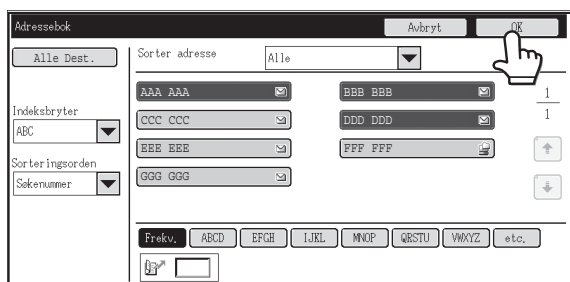 Adressebok Avbryt OK
Alle Dest. Sorter adresse Alle
AAA AAA BBB BBB 1
Indeksbryter CCC CCC DDD DDD 1
ABC
EEE EEE FFF FFF
Sorteringsorden
Søkenummer GGG GGG
Frekv. ABCD EFGH IJKL MNOP QRSTU VWXYZ etc.